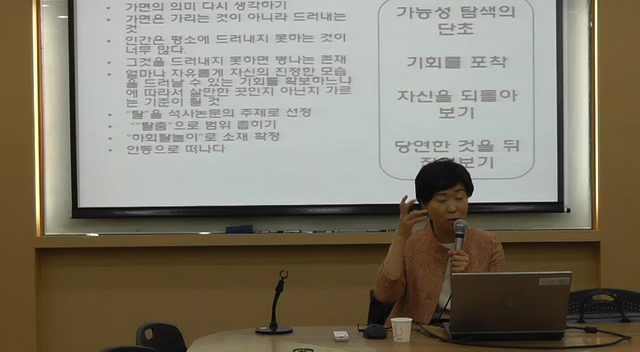 가면의 의미 다시 생각하기
가면은 가리는 것이 아니라 드러내는
것
인간은 평소에 드러내지 못하는 것이
너무 많다.
그것을 드러내지 못하면 병나는 존재
얼마나 자유롭게 자신의 진정한 모습
을 드러낼 수 있는 기회를 확보하느냐
에 따라서 살만한 곳인지 아닌지 가르
는 기준이 될 것
"탈"을 석사논문의 주제로 선정
""탈춤"으로 범위 좁히기
"하회탈놀이"로 소재 확정
안동으로 떠나다
가능성 탐색의
단초
기회를 포착
자신을 되돌아
보기
당연한 것을 뒤
보기